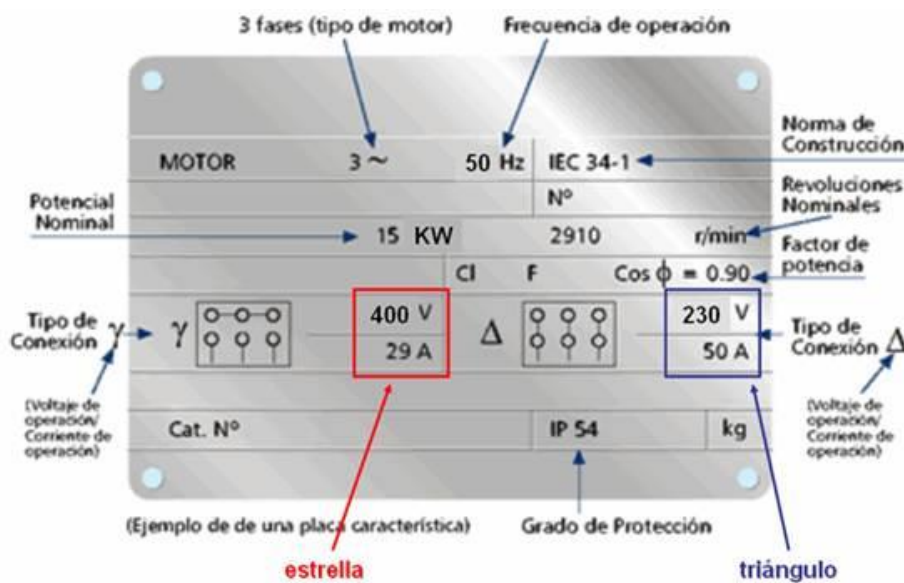 3 fases (tipo de motor)
Frecuencia de operación
Norma de
Construcción
MOTOR
3 ~
50 Hz
IEC 34-1
Nº
Potencial
Nominal
Revoluciones
Nominales
15 KW
2910
r/min
Factor de
potencia
Cl
F
Cos ϕ = 0.90
Tipo de
Conexión γ
γ
400 V
29 A
Δ
230 V
50 A
Tipo de
Conexión Δ
(Voltaje de
operación/
Corriente de
operación)
(Voltaje de
operación/
Corriente de
operación)
Cat. Nº
IP 54
kg
(Ejemplo de de una placa característica)
Grado de Protección
estrella
triángulo